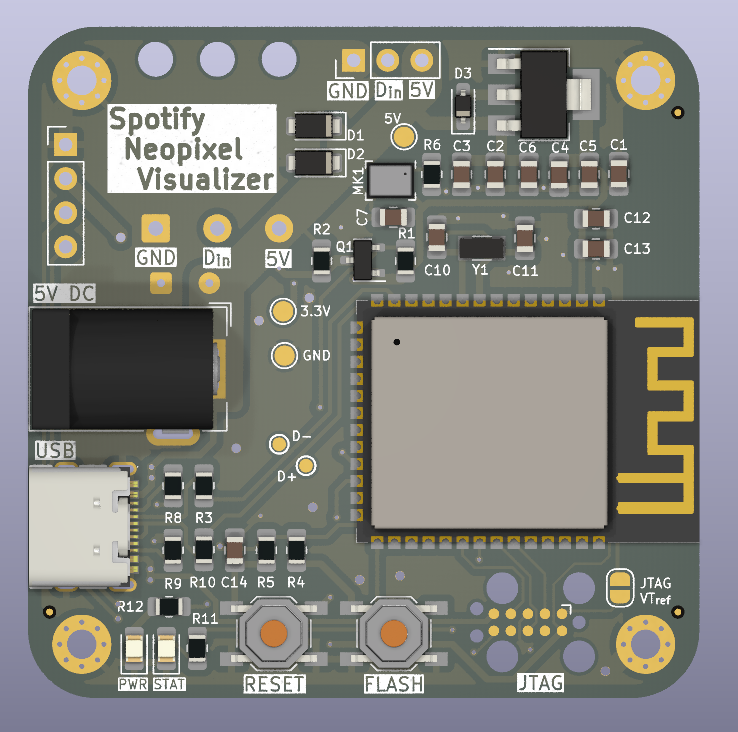 GND Din 5V
D3
Spotify
Neopixel
Visualizer
D1
D2
5V
MK1
R6 C3 C2 C6 C4 C5 C1
C7
R2 Q1 R1
C10 Y1 C11
C12
C13
GND Din 5V
5V DC
3.3V
GND
USB
D-
D+
R8 R3
R9 R10 C14 R5 R4
R12
R11
JTAG
VTref
PWR STAT RESET FLASH JTAG